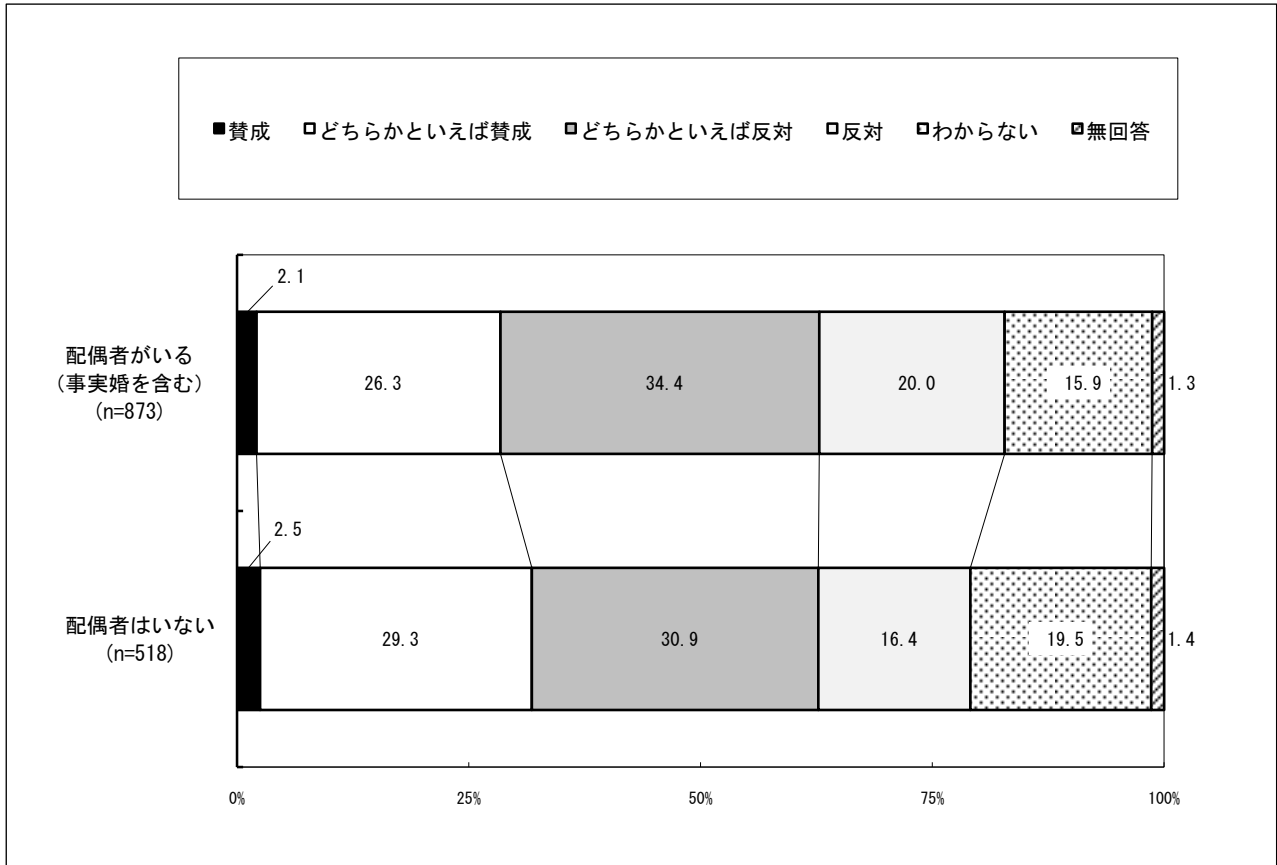 賛成 どちらかといえば賛成 どちらかといえば反対 反対 わからない 無回答
2.1
配偶者がいる
（事実婚を含む）
(n=873)
26.3 34.4 20.0 15.9 1.3
2.5
配偶者はいない
(n=518)
29.3 30.9 16.4 19.5 1.4
0% 25% 50% 75% 100%